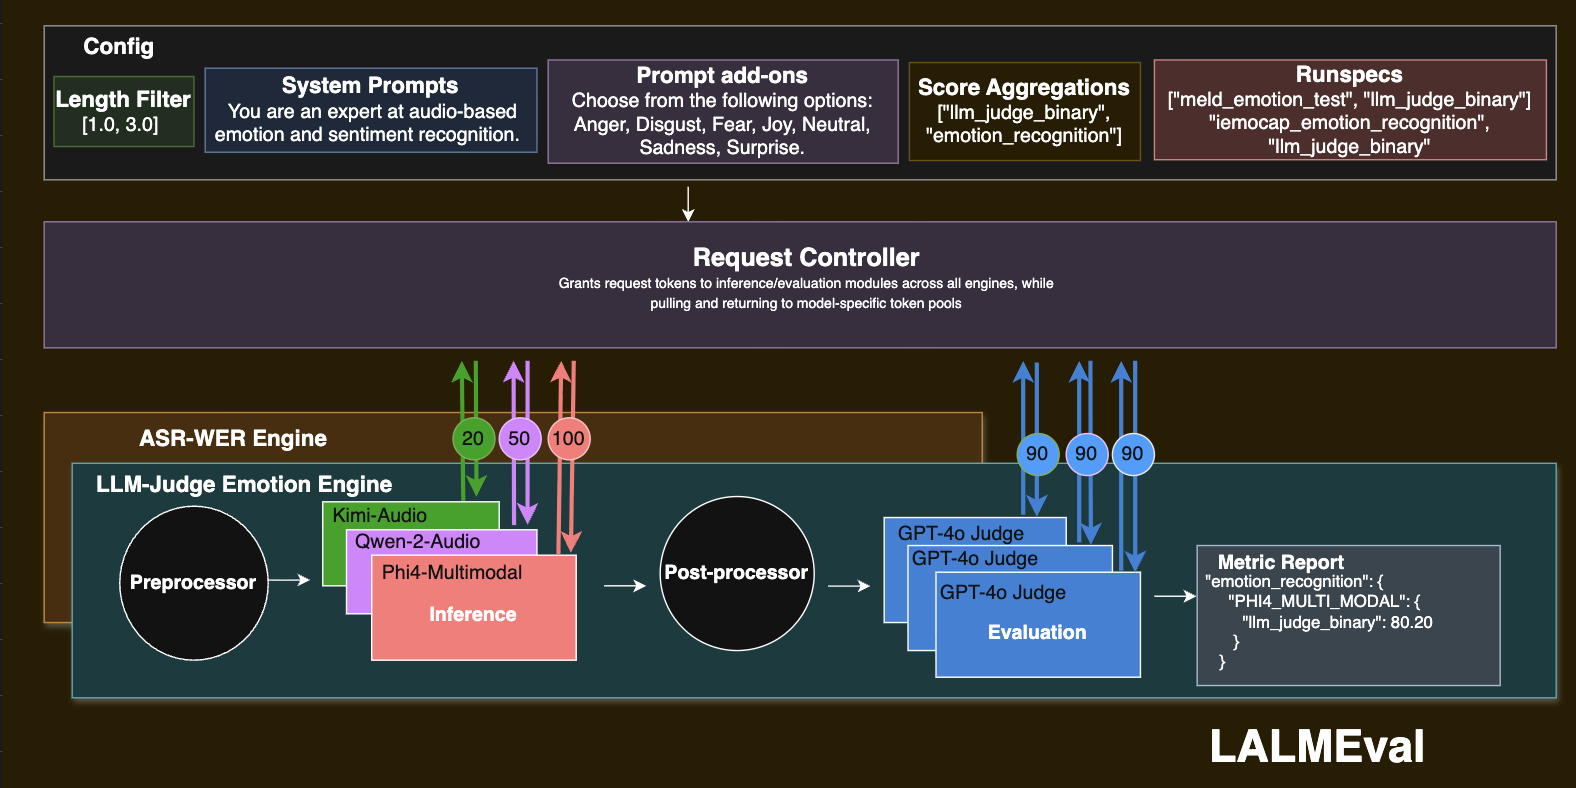 Config
Length Filter
[1.0, 3.0]
System Prompts
You are an expert at audio-based
emotion and sentiment recognition.
Prompt add-ons
Choose from the following options:
Anger, Disgust, Fear, Joy, Neutral,
Sadness, Surprise.
Score Aggregations
["llm_judge_binary",
"emotion_recognition"]
Runspecs
["meld_emotion_test", "llm_judge_binary"]
"iemocap_emotion_recognition",
"llm_judge_binary"
Request Controller
Grants request tokens to inference/evaluation modules across all engines, while
pulling and returning to model-specific token pools
ASR-WER Engine
20
50
100
90
90
90
LLM-Judge Emotion Engine
Preprocessor
Kimi-Audio
Qwen-2-Audio
Phi4-Multimodal
Inference
Post-processor
GPT-4o Judge
GPT-4o Judge
GPT-4o Judge
Evaluation
Metric Report
"emotion_recognition": {
"PHI4_MULTI_MODAL": {
"llm_judge_binary": 80.20
}
}
LALMEval